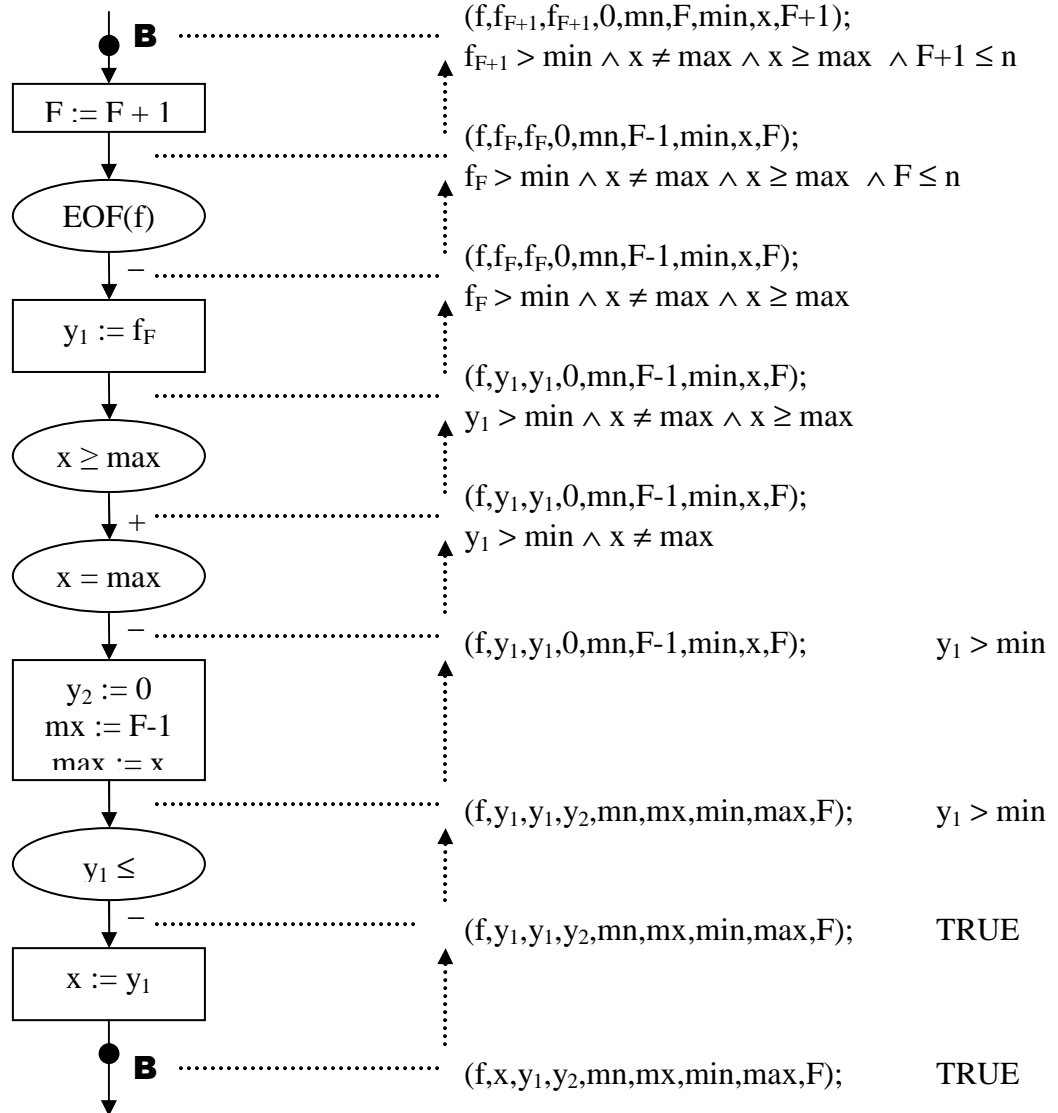 B
(f,f_{F+1},f_{F+1},0,mn,F,min,x,F+1);
f_{F+1} > min ∧ x ≠ max ∧ x ≥ max ∧ F+1 ≤ n
F := F + 1
(f,f_F,f_F,0,mn,F-1,min,x,F);
f_F > min ∧ x ≠ max ∧ x ≥ max ∧ F ≤ n
EOF(f)
–
(f,f_F,f_F,0,mn,F-1,min,x,F);
f_F > min ∧ x ≠ max ∧ x ≥ max
y₁ := f_F
(f,y₁,y₁,0,mn,F-1,min,x,F);
y₁ > min ∧ x ≠ max ∧ x ≥ max
x ≥ max
+
(f,y₁,y₁,0,mn,F-1,min,x,F);
y₁ > min ∧ x ≠ max
x = max
–
(f,y₁,y₁,0,mn,F-1,min,x,F); y₁ > min
y₂ := 0
mx := F-1
max := x
(f,y₁,y₁,y₂,mn,mx,min,max,F); y₁ > min
y₁ ≤
–
(f,y₁,y₁,y₂,mn,mx,min,max,F); TRUE
x := y₁
B
(f,x,y₁,y₂,mn,mx,min,max,F); TRUE